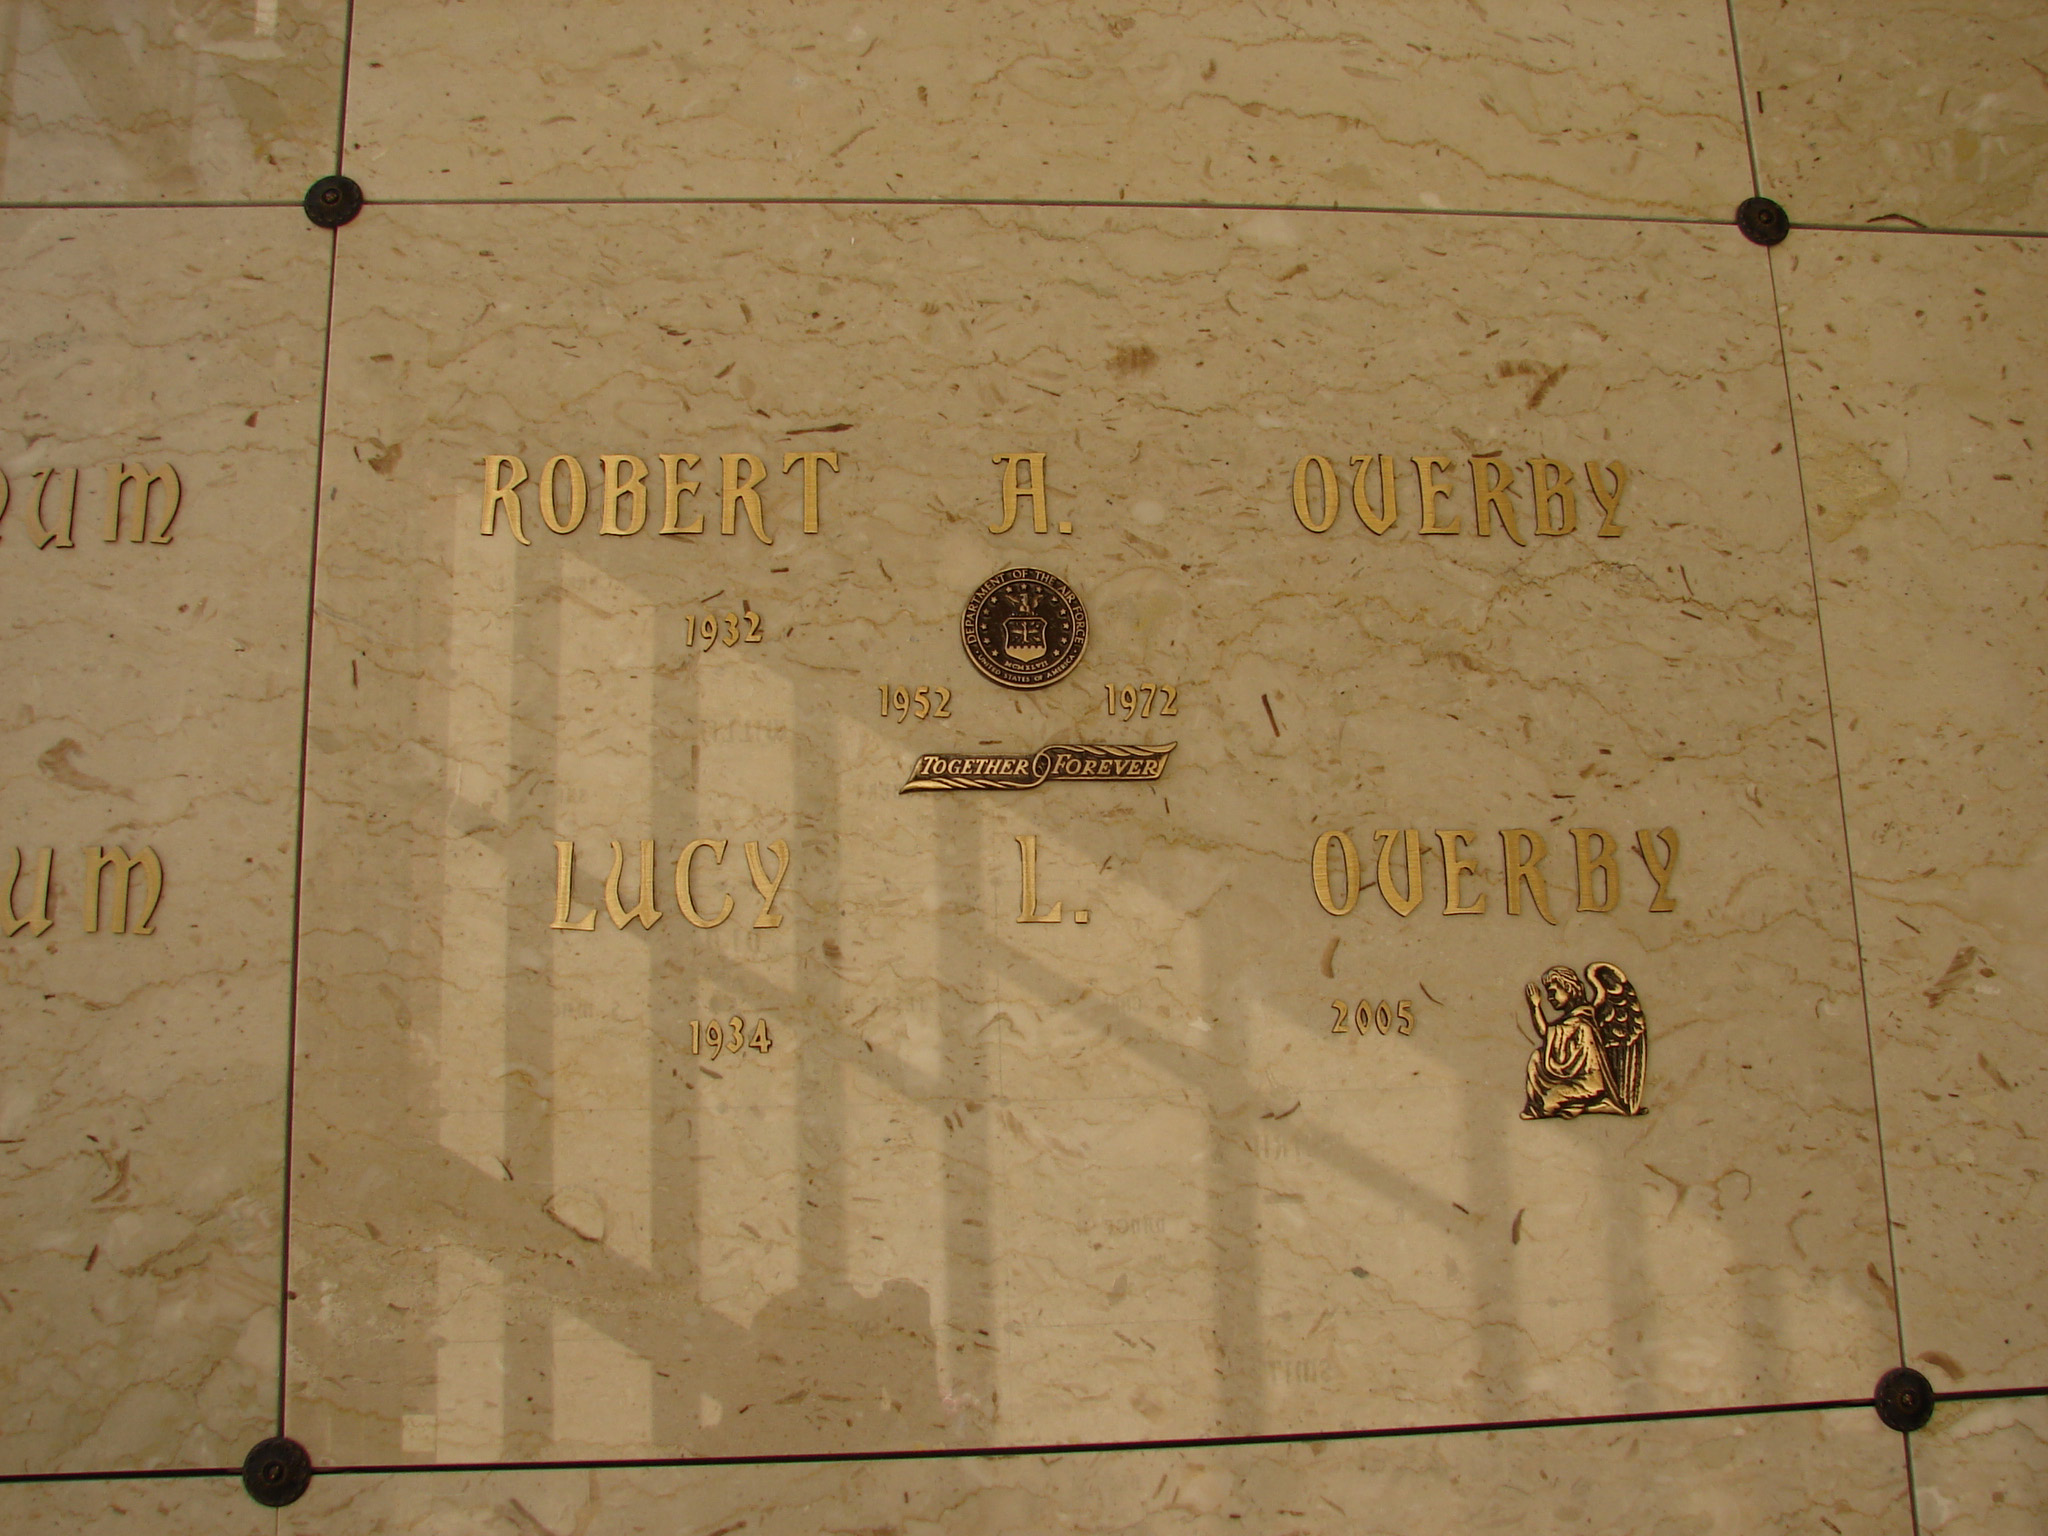 ROBERT A. OVERBY
1932
DEPARTMENT OF THE AIR FORCE
MCMXLVII
UNITED STATES OF AMERICA
1952 1972
TOGETHER FOREVER
LUCY L. OVERBY
1934 2005